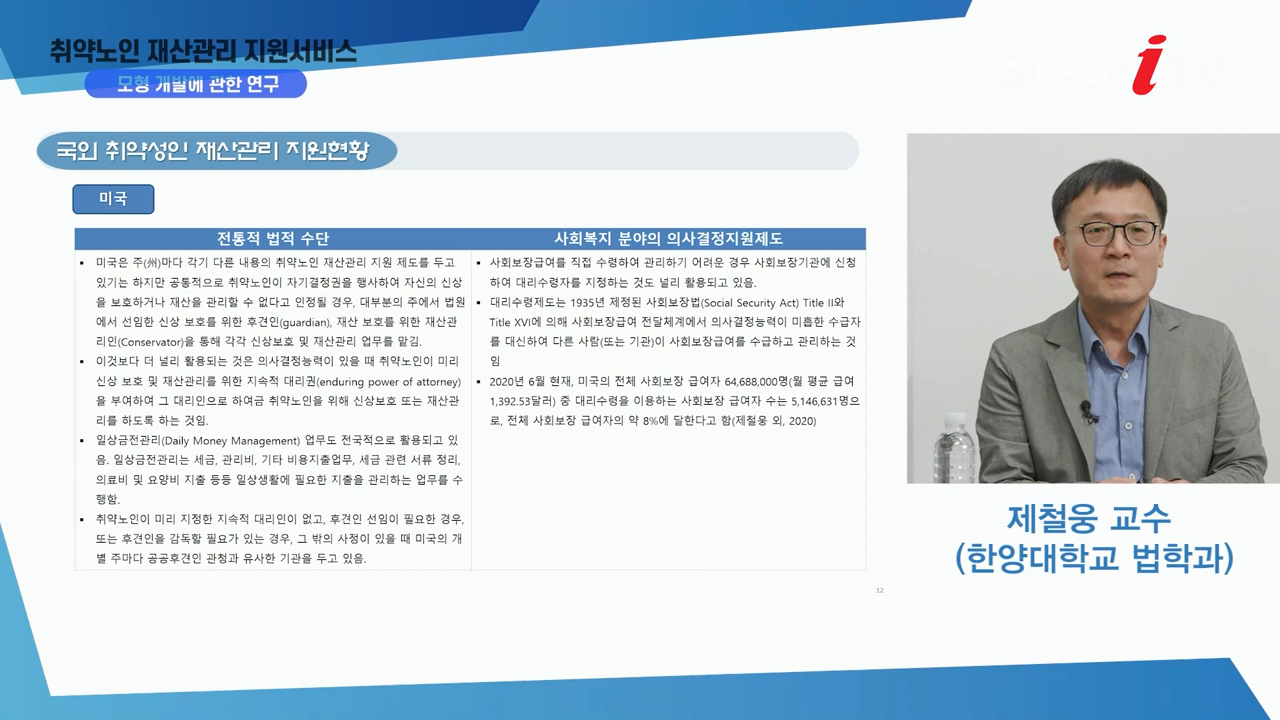 취약노인 재산관리 지원서비스
모형 개발에 관한 연구
i
국외 취약성인 재산관리 지원현황
미국
전통적 법적 수단
▪ 미국은 주(州)마다 각기 다른 내용의 취약노인 재산관리 지원 제도를 두고
있기는 하지만 공통적으로 취약노인이 자기결정권을 행사하여 자신의 신상
을 보호하거나 재산을 관리할 수 없다고 인정될 경우, 대부분의 주에서 법원
에서 선임한 신상 보호를 위한 후견인(guardian), 재산 보호를 위한 재산관
리인(Conservator)을 통해 각각 신상보호 및 재산관리 업무를 맡김.
▪ 이것보다 더 널리 활용되는 것은 의사결정능력이 있을 때 취약노인이 미리
신상 보호 및 재산관리를 위한 지속적 대리권(enduring power of attorney)
을 부여하여 그 대리인으로 하여금 취약노인을 위해 신상보호 또는 재산관
리를 하도록 하는 것임.
▪ 일상금전관리(Daily Money Management) 업무도 전국적으로 활용되고 있
음. 일상금전관리는 세금, 관리비, 기타 비용지출업무, 세금 관련 서류 정리,
의료비 및 요양비 지출 등등 일상생활에 필요한 지출을 관리하는 업무를 수
행함.
▪ 취약노인이 미리 지정한 지속적 대리인이 없고, 후견인 선임이 필요한 경우,
또는 후견인을 감독할 필요가 있는 경우, 그 밖의 사정이 있을 때 미국의 개
별 주마다 공공후견인 관청과 유사한 기관을 두고 있음.
사회복지 분야의 의사결정지원제도
▪ 사회보장급여를 직접 수령하여 관리하기 어려운 경우 사회보장기관에 신청
하여 대리수령자를 지정하는 것도 널리 활용되고 있음.
▪ 대리수령제도는 1935년 제정된 사회보장법(Social Security Act) Title II와
Title XVI에 의해 사회보장급여 전달체계에서 의사결정능력이 미흡한 수급자
를 대신하여 다른 사람(또는 기관)이 사회보장급여를 수급하고 관리하는 것
임
▪ 2020년 6월 현재, 미국의 전체 사회보장 급여자 64,688,000명(월 평균 급여
1,392.53달러) 중 대리수령을 이용하는 사회보장 급여자 수는 5,146,631명으
로, 전체 사회보장 급여자의 약 8%에 달한다고 함(제철웅 외, 2020)
12
제철웅 교수
(한양대학교 법학과)